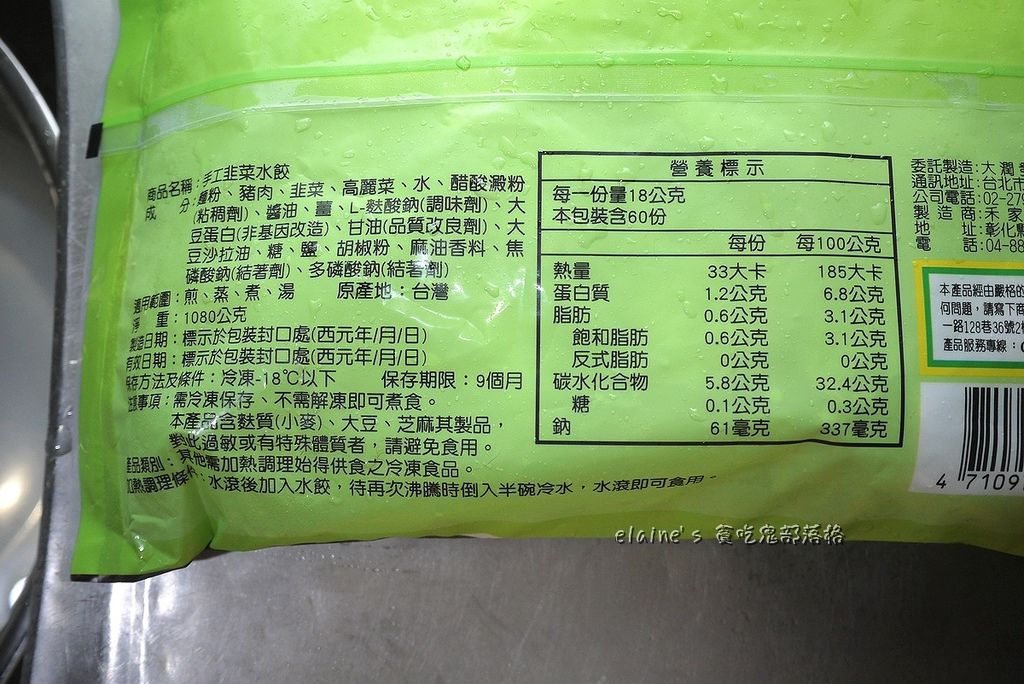 商品名稱：手工韭菜水餃
成 分：麵粉、豬肉、韭菜、高麗菜、水、醋酸澱粉
(粘稠劑)、醬油、薑、L-麩酸鈉(調味劑)、大
豆蛋白(非基因改造)、甘油(品質改良劑)、大
豆沙拉油、糖、鹽、胡椒粉、麻油香料、焦
磷酸鈉(結著劑)、多磷酸鈉(結著劑)
適用範圍：煎、蒸、煮、湯 原產地：台灣
淨 重：1080公克
製造日期：標示於包裝封口處(西元年/月/日)
有效日期：標示於包裝封口處(西元年/月/日)
保存方法及條件：冷凍-18℃以下 保存期限：9個月
注意事項：需冷凍保存、不需解凍即可煮食。
本產品含麩質(小麥)、大豆、芝麻其製品，
對此過敏或有特殊體質者，請避免食用。
產品類別：其他需加熱調理始得供食之冷凍食品。
加熱調理條件：水滾後加入水餃，待再次沸騰時倒入半碗冷水，水滾即可食用。
營養標示
每一份量18公克
本包裝含60份
每份 每100公克
熱量 33大卡 185大卡
蛋白質 1.2公克 6.8公克
脂肪 0.6公克 3.1公克
飽和脂肪 0.6公克 3.1公克
反式脂肪 0公克 0公克
碳水化合物 5.8公克 32.4公克
糖 0.1公克 0.3公克
鈉 61毫克 337毫克
委託製造：大潤
通訊地址：台北市
公司電話：02-279
製造商：禾家
地 址：彰化縣
電 話：04-88
本產品經由嚴格的
何問題，請寫下商
一路128巷36號2
產品服務專線：
4 71091
elaine's 貪吃鬼部落格